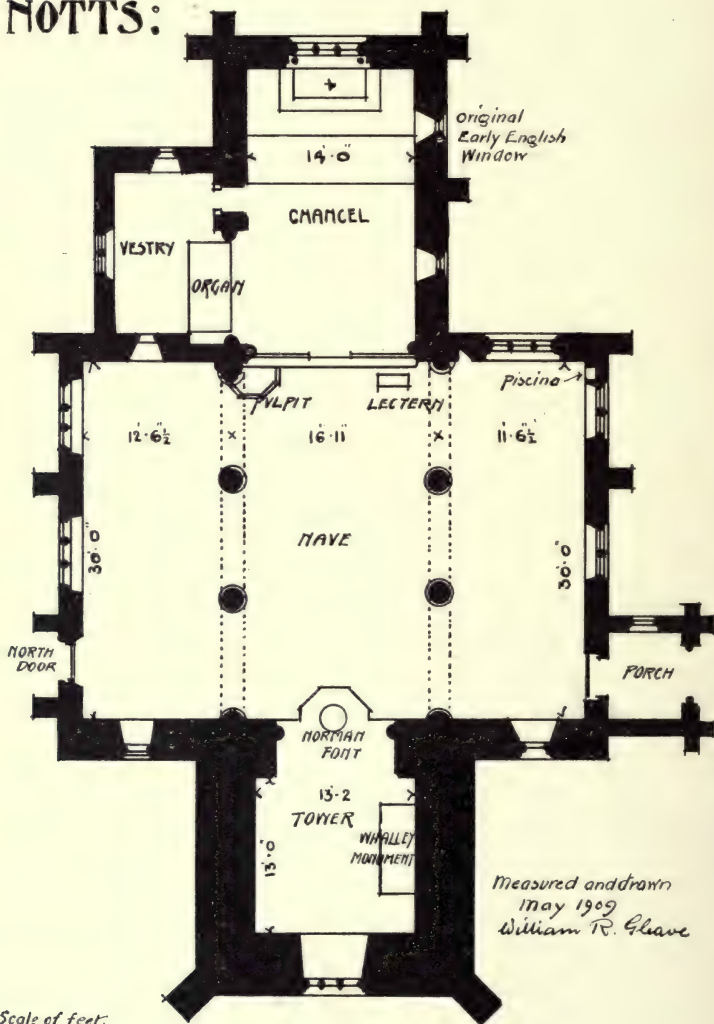 NOTTS:
Original
Early English
Window
14'·0"
CHANCEL
VESTRY
ORGAN
Piscina
PULPIT
LECTERN
12'·6½"
16'·11"
11'·6½"
NAVE
30'·0"
30'·0"
NORTH
DOOR
PORCH
NORMAN
FONT
13'·2
TOWER
13'·0"
WHALLEY
MONUMENT
Measured and drawn
May 1909
William R. Gleave
Scale of feet.